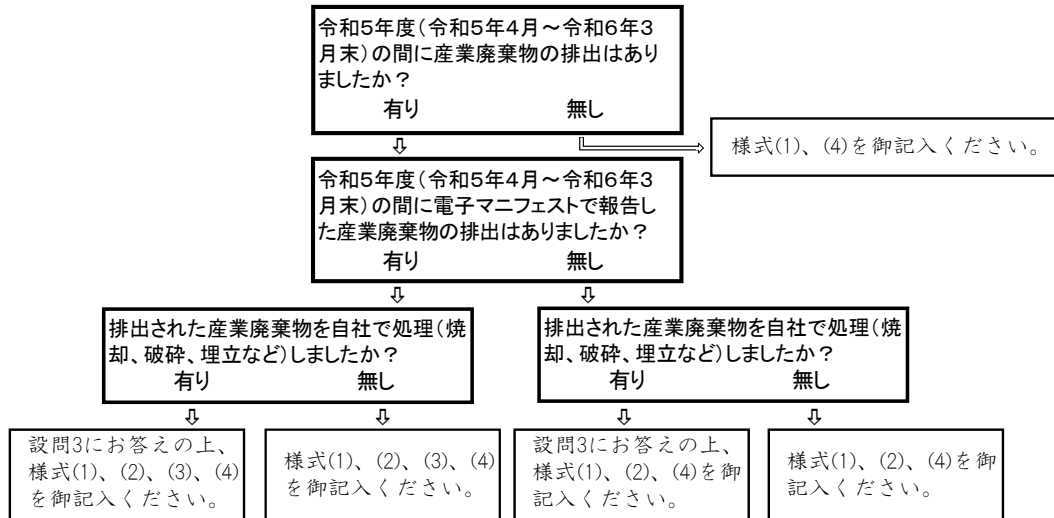 令和5年度(令和5年4月～令和6年3
月末)の間に産業廃棄物の排出はあり
ましたか？
有り 無し
様式(1)、(4)を御記入ください。
令和5年度(令和5年4月～令和6年3
月末)の間に電子マニフェストで報告し
た産業廃棄物の排出はありましたか？
有り 無し
排出された産業廃棄物を自社で処理(焼
却、破砕、埋立など)しましたか？
有り 無し
排出された産業廃棄物を自社で処理(焼
却、破砕、埋立など)しましたか？
有り 無し
設問3にお答えの上、
様式(1)、(2)、(3)、(4)
を御記入ください。
様式(1)、(2)、(3)、(4)
を御記入ください。
設問3にお答えの上、
様式(1)、(2)、(4)を御
記入ください。
様式(1)、(2)、(4)を御
記入ください。